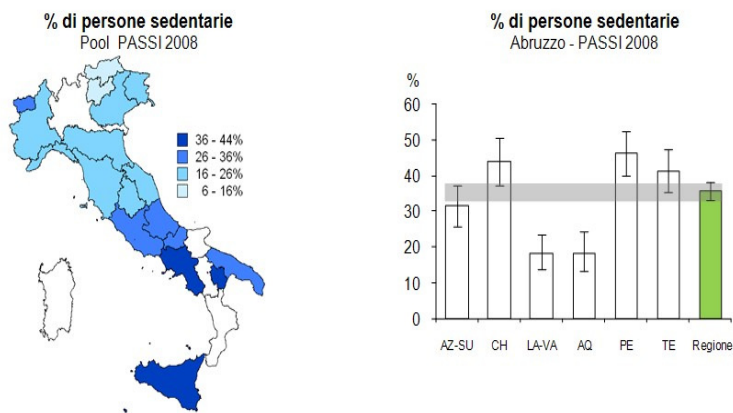 % di persone sedentarie
Pool PASSI 2008
36 - 44%
26 - 36%
16 - 26%
6 - 16%
% di persone sedentarie
Abruzzo - PASSI 2008
%
60
50
40
30
20
10
0
AZ-SU CH LA-VA AQ PE TE Regione